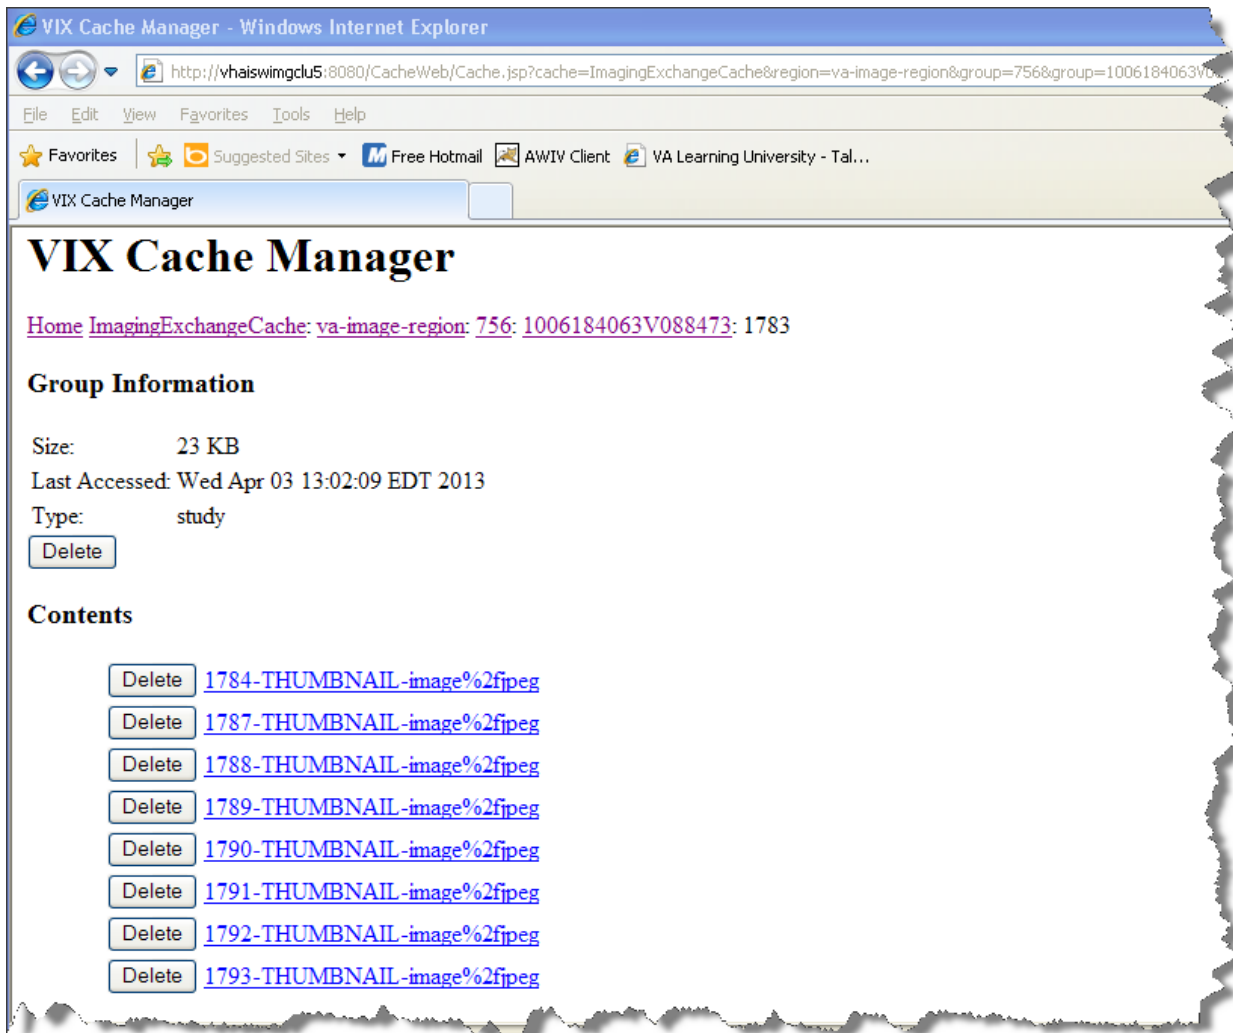 VIX Cache Manager - Windows Internet Explorer
http://vhaiswimgclu5:8080/CacheWeb/Cache.jsp?cache=ImagingExchangeCache&region=va-image-region&group=756&group=1006184063V0
File Edit View Favorites Tools Help
Favorites Suggested Sites Free Hotmail AWIV Client VA Learning University - Tal...
VIX Cache Manager
VIX Cache Manager
Home ImagingExchangeCache: va-image-region: 756: 1006184063V088473: 1783
Group Information
Size: 23 KB
Last Accessed: Wed Apr 03 13:02:09 EDT 2013
Type: study
Delete
Contents
Delete 1784-THUMBNAIL-image%2fjpeg
Delete 1787-THUMBNAIL-image%2fjpeg
Delete 1788-THUMBNAIL-image%2fjpeg
Delete 1789-THUMBNAIL-image%2fjpeg
Delete 1790-THUMBNAIL-image%2fjpeg
Delete 1791-THUMBNAIL-image%2fjpeg
Delete 1792-THUMBNAIL-image%2fjpeg
Delete 1793-THUMBNAIL-image%2fjpeg